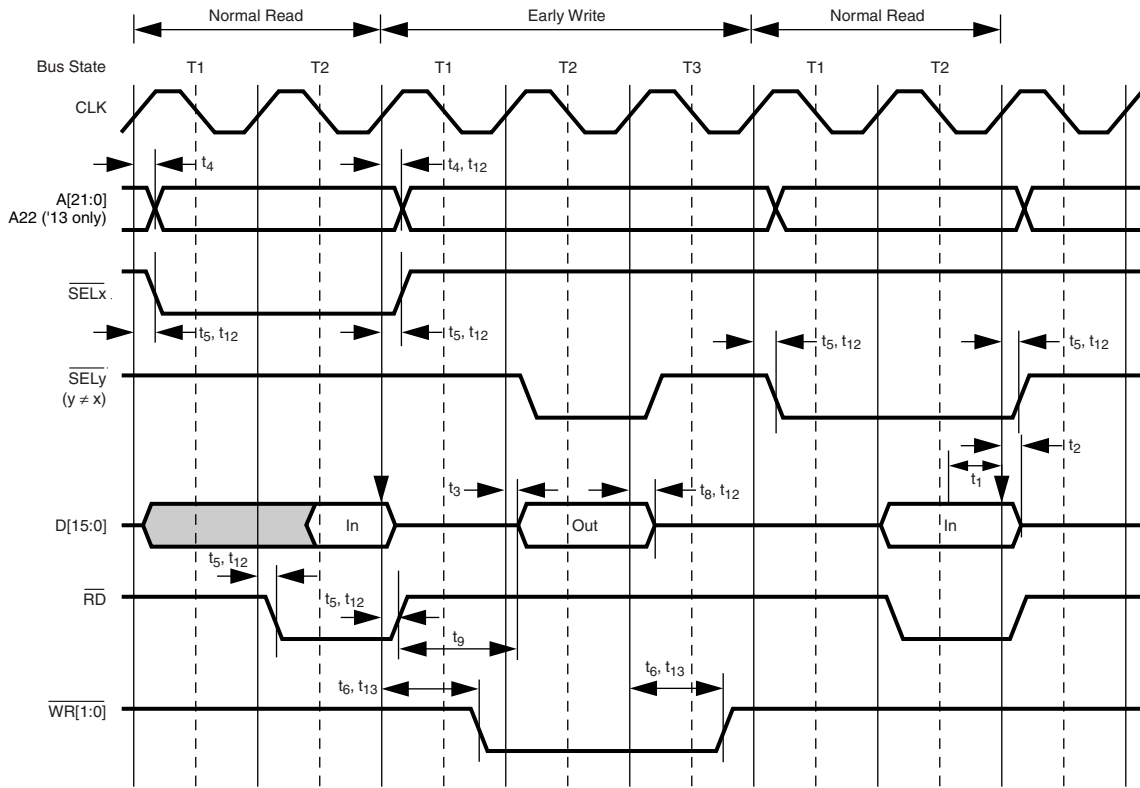 Normal Read Early Write Normal Read
Bus State T1 T2 T1 T2 T3 T1 T2
CLK
t4 t4, t12
A[21:0]
A22 ('13 only)
SELx
t5, t12 t5, t12 t5, t12 t5, t12
SELy
(y ≠ x)
t2
t1
t3 t8, t12
D[15:0] In Out In
t5, t12
t5, t12
RD
t9
t6, t13 t6, t13
WR[1:0]